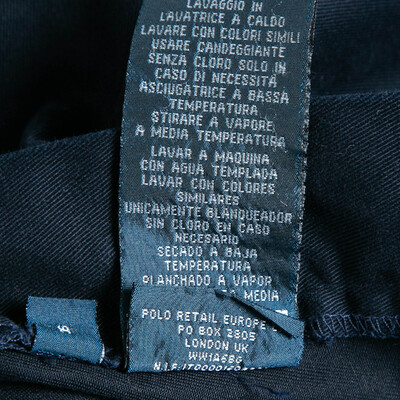 LAVAGGIO IN
LAVATRICE A CALDO
LAVARE CON COLORI SIMILI
USARE CANDEGGIANTE
SENZA CLORO SOLO IN
CASO DI NECESSITÀ
ASCIUGATRICE A BASSA
TEMPERATURA
STIRARE A VAPORE
A MEDIA TEMPERATURA
LAVAR A MAQUINA
CON AGUA TEMPLADA
LAVAR CON COLORES
SIMILARES
UNICAMENTE BLANQUEADOR
SIN CLORO EN CASO
NECESARIO
SECADO A BAJA
TEMPERATURA
PLANCHADO A VAPOR
MEDIA
POLO RETAIL EUROPE
PO BOX 2805
LONDON UK
WW1A6BG